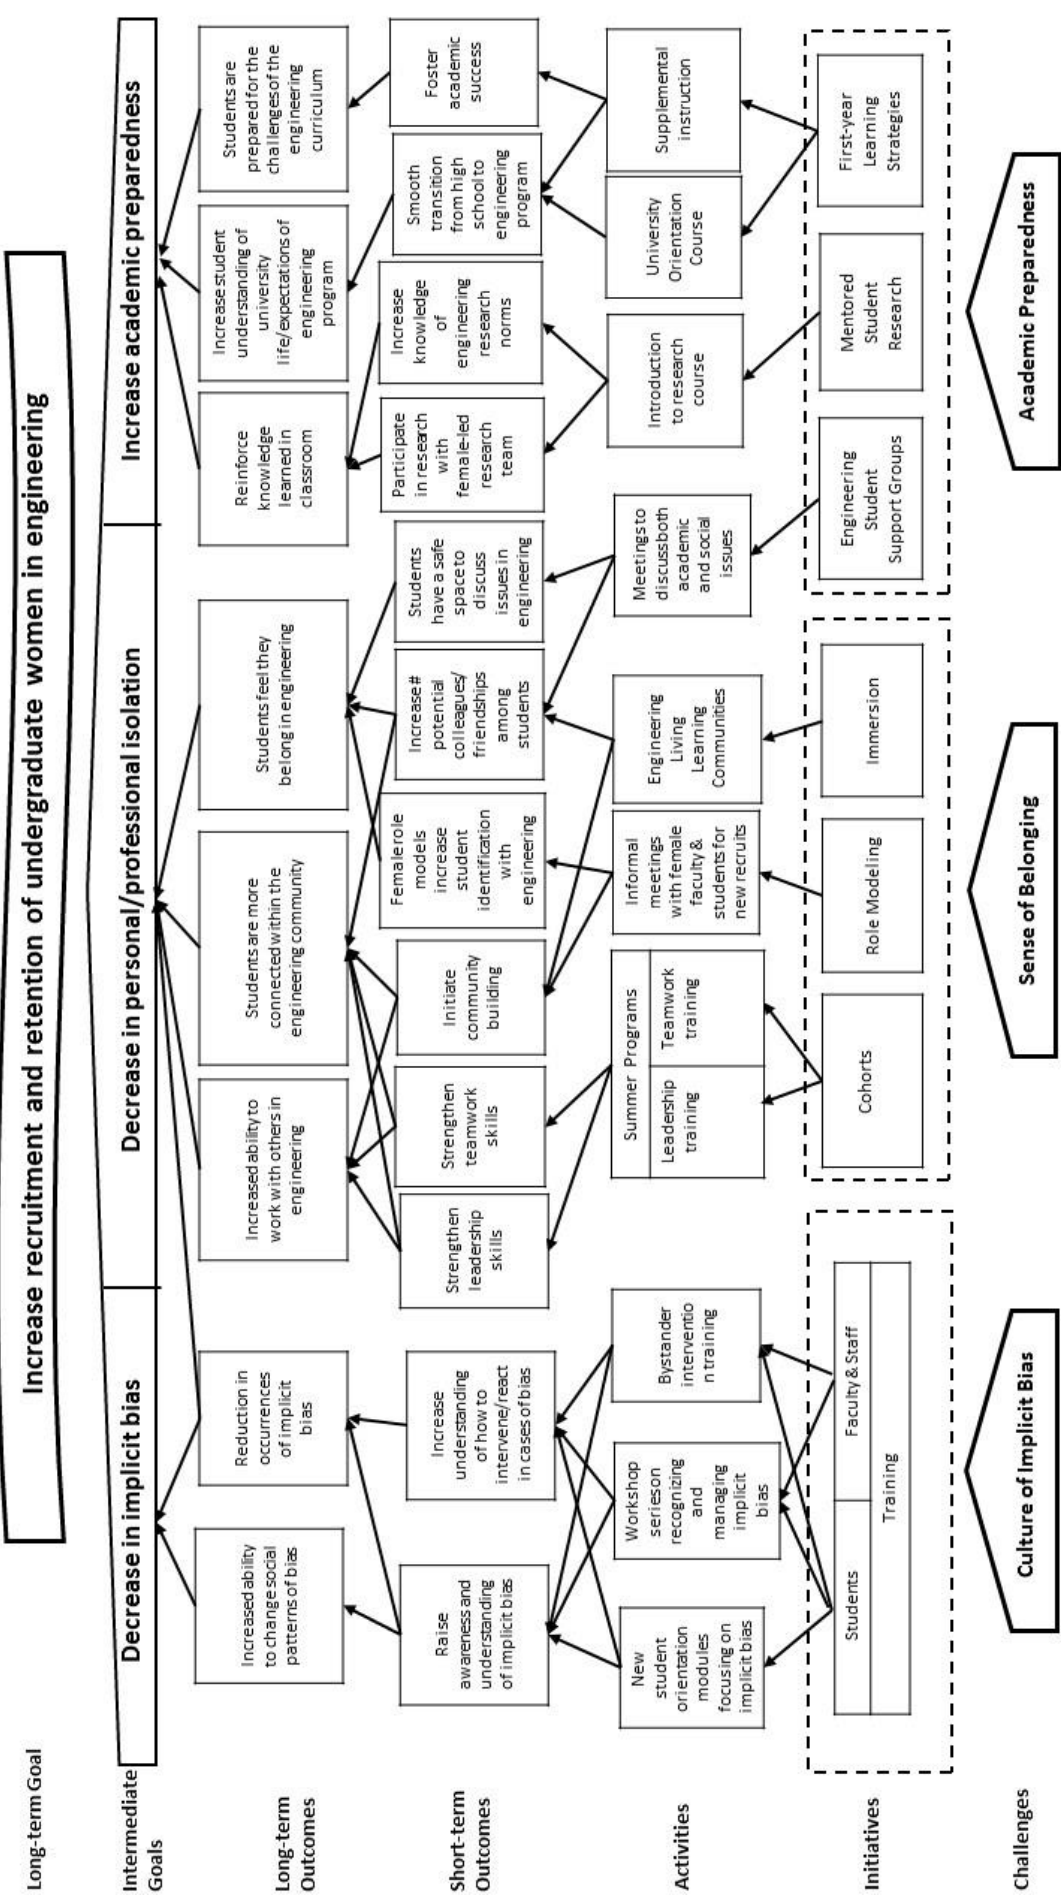 Long-term Goal
Increase recruitment and retention of undergraduate women in engineering
Intermediate
Goals
Decrease in implicit bias
Decrease in personal/professional isolation
Increase academic preparedness
Long-term
Outcomes
Increased ability
to change social
patterns of bias
Reduction in
occurrences
of implicit
bias
Increased ability to
work with others in
engineering
Students are more
connected within the
engineering community
Students feel they
belong in engineering
Reinforce
knowledge
learned in
classroom
Increase student
understanding of
university
life/expectations of
engineering
program
Students are
prepared for the
challenges of the
engineering
curriculum
Short-term
Outcomes
Raise
awareness and
understanding
of implicit bias
Increase
understanding
of how to
intervene/react
in cases of bias
Strengthen
leadership
skills
Strengthen
teamwork
skills
Initiate
community
building
Female role
models
increase
student
identification
with
engineering
Increase #
potential
colleagues/
friendships
among
students
Students
have a safe
space to
discuss
issues in
engineering
Participate
in research
with
female-led
research
team
Increase
knowledge
of
engineering
research
norms
Smooth
transition
from high
school to
engineering
program
Foster
academic
success
Activities
New
student
orientation
modules
focusing on
implicit bias
Workshop
series on
recognizing
and
managing
implicit
bias
Bystander
interventio
n training
Summer Programs
Leadership
training
Teamwork
training
Informal
meetings
with female
faculty &
students for
new recruits
Engineering
Living
Learning
Communities
Meetings to
discuss both
academic
and social
issues
Introduction
to research
course
University
Orientation
Course
Supplemental
instruction
Initiatives
Students
Faculty & Staff
Training
Cohorts
Role Modeling
Immersion
Engineering
Student
Support Groups
Mentored
Student
Research
First-year
Learning
Strategies
Challenges
Culture of Implicit Bias
Sense of Belonging
Academic Preparedness